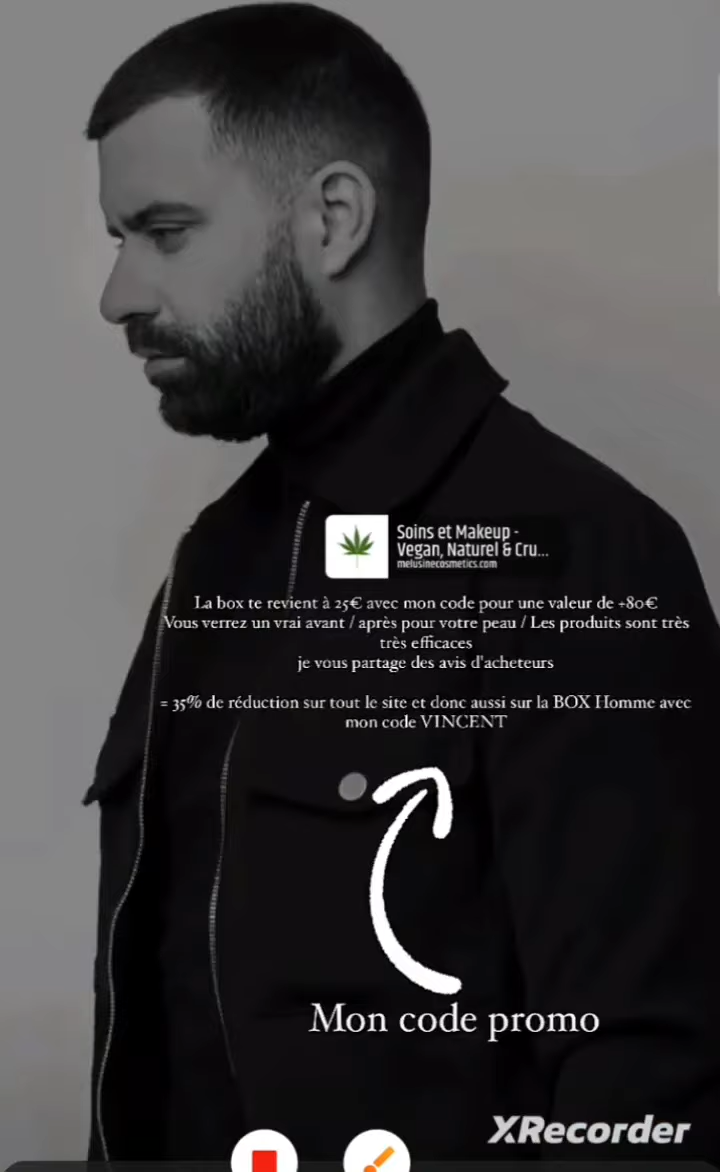 Soins et Makeup -
Vegan, Naturel & Cru...
melusinecosmetics.com
La box te revient à 25€ avec mon code pour une valeur de +80€
Vous verrez un vrai avant / après pour votre peau / Les produits sont très
très efficaces
je vous partage des avis d'acheteurs
= 35% de réduction sur tout le site et donc aussi sur la BOX Homme avec
mon code VINCENT
Mon code promo
XRecorder